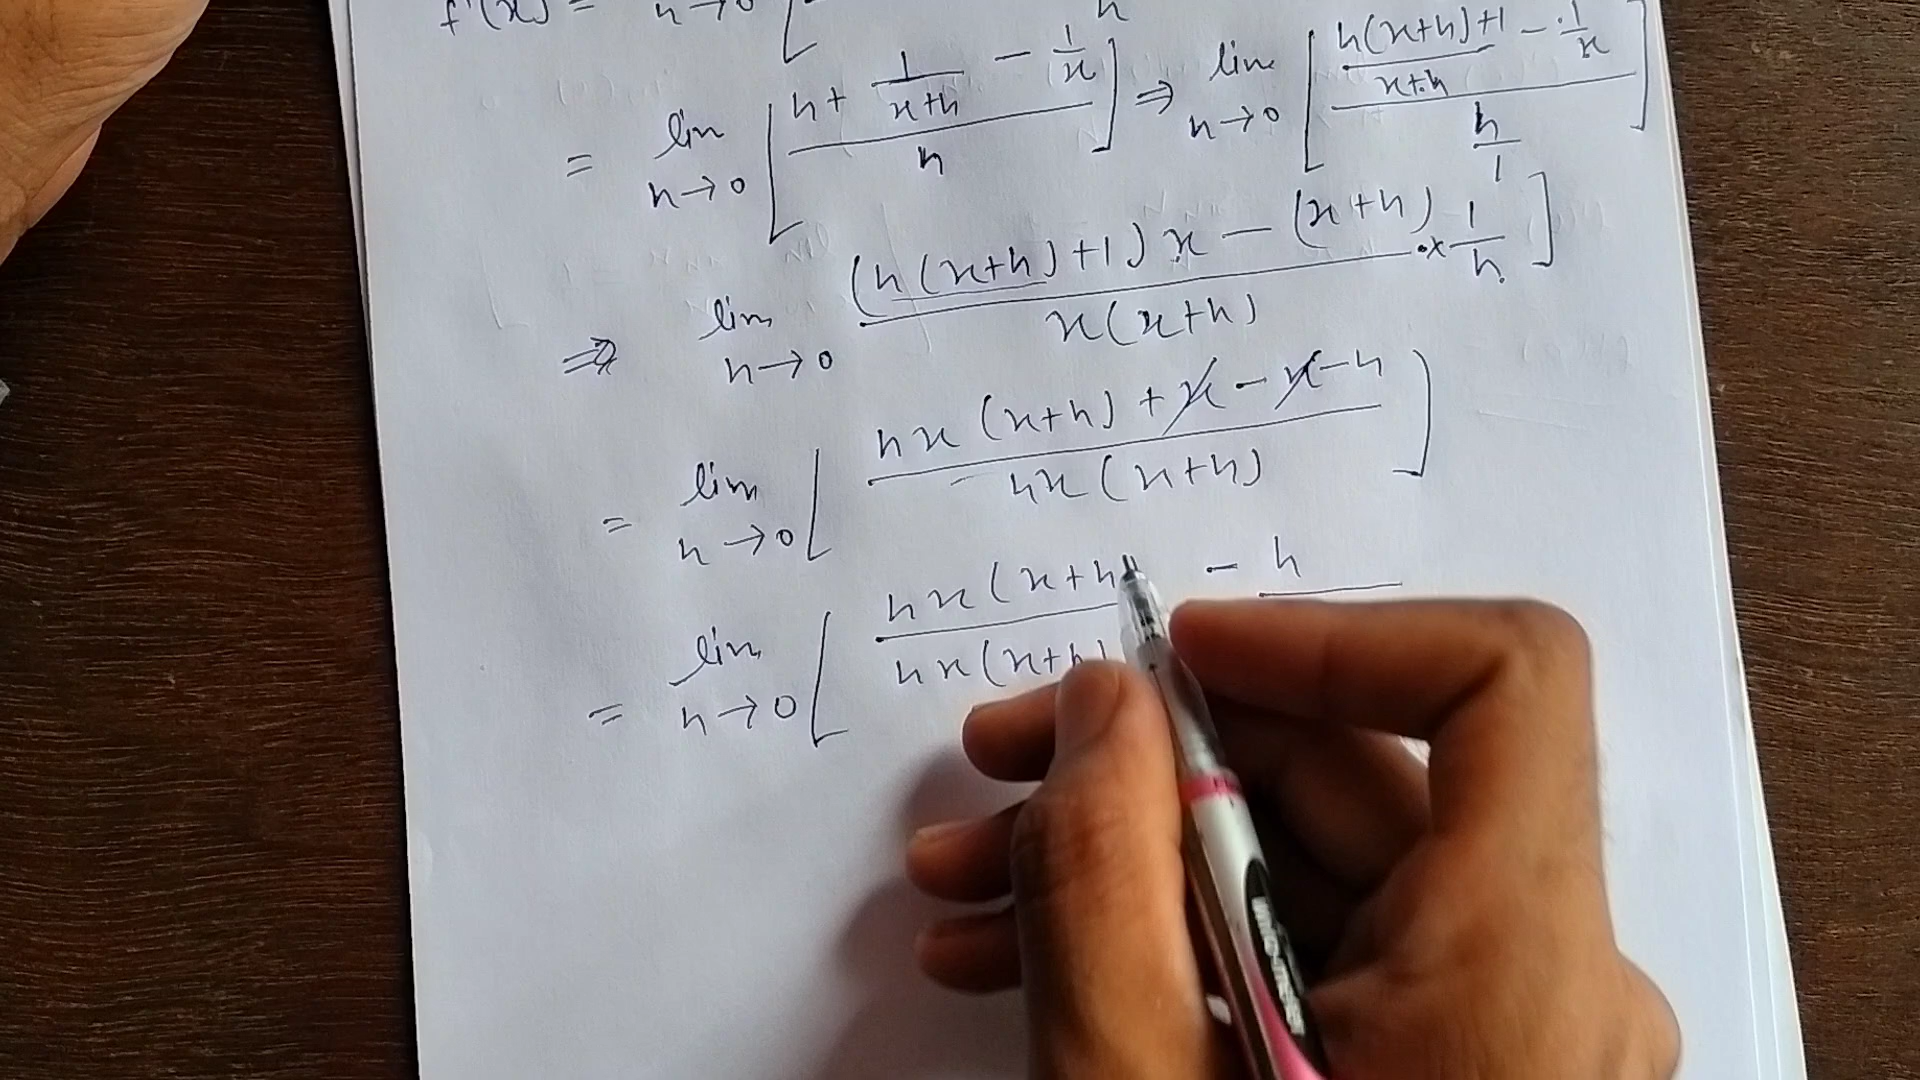 f'(x) = h→0 [ h
= lim h→0 [ (h + 1/(x+h) - 1/x) / h ] ⇒ lim h→0 [ ((h(x+h)+1)/(x+h) - 1/x) / (h/1) ]
⇒ lim h→0 (h(x+h)+1)x - (x+h) / x(x+h) × 1/h ]
= lim h→0 [ hx(x+h) + x - x - h / hx(x+h) ]
= lim h→0 [ hx(x+h) / hx(x+h) - h